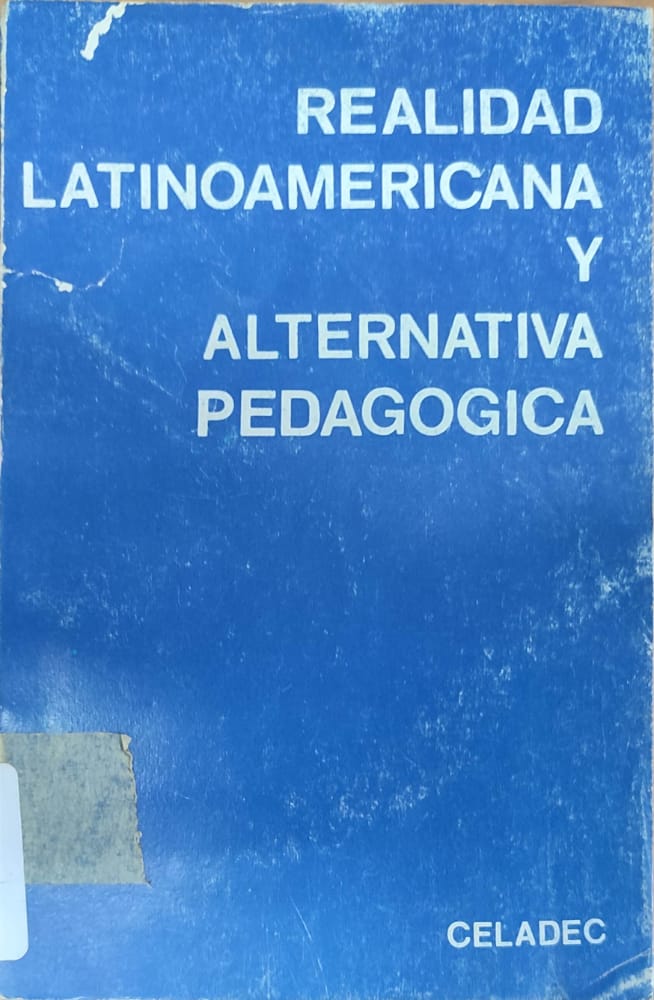 REALIDAD
LATINOAMERICANA
Y
ALTERNATIVA
PEDAGOGICA
CELADEC